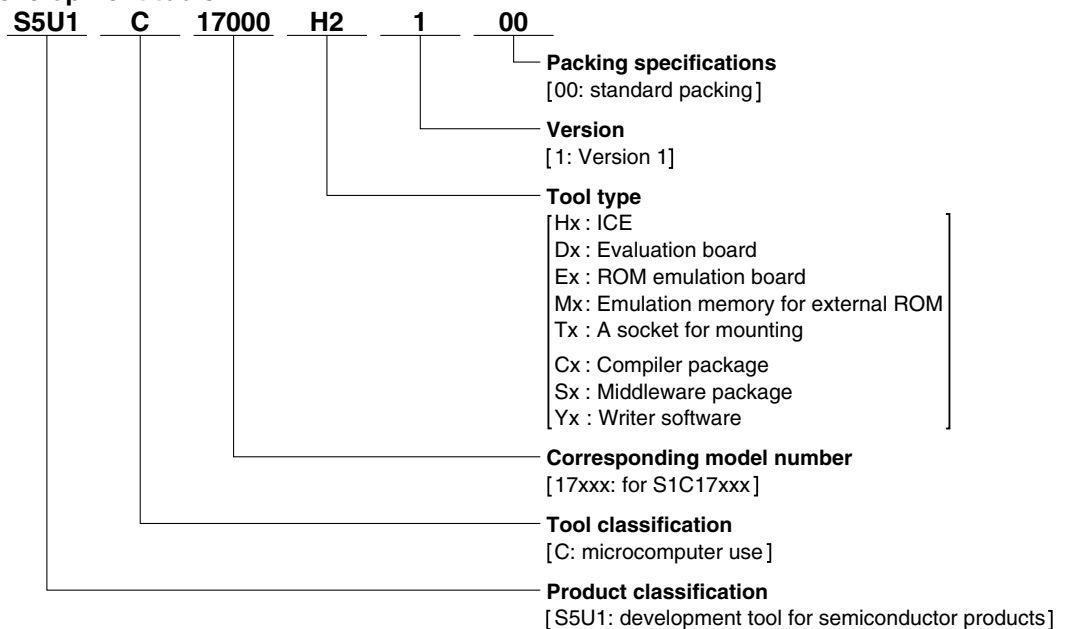 S5U1 C 17000 H2 1 00
Packing specifications
[00: standard packing]
Version
[1: Version 1]
Tool type
Hx : ICE
Dx : Evaluation board
Ex : ROM emulation board
Mx : Emulation memory for external ROM
Tx : A socket for mounting
Cx : Compiler package
Sx : Middleware package
Yx : Writer software
Corresponding model number
[17xxx: for S1C17xxx]
Tool classification
[C: microcomputer use]
Product classification
[S5U1: development tool for semiconductor products]